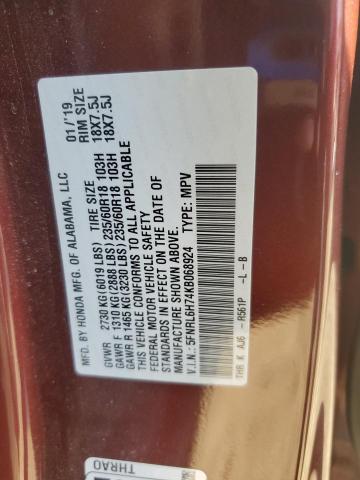 MFD. BY HONDA MFG. OF ALABAMA, LLC 01/'19
GVWR 2730 KG(6019 LBS) TIRE SIZE RIM SIZE
GAWR F 1310 KG(2888 LBS) 235/60R18 103H 18X7.5J
GAWR R 1465 KG(3230 LBS) 235/60R18 103H 18X7.5J
THIS VEHICLE CONFORMS TO ALL APPLICABLE
FEDERAL MOTOR VEHICLE SAFETY
STANDARDS IN EFFECT ON THE DATE OF
MANUFACTURE SHOWN ABOVE.
V.I.N.: 5FNRL6H74KB068924 TYPE: MPV
THR K AJ6 -R561P -L -B
THRAO